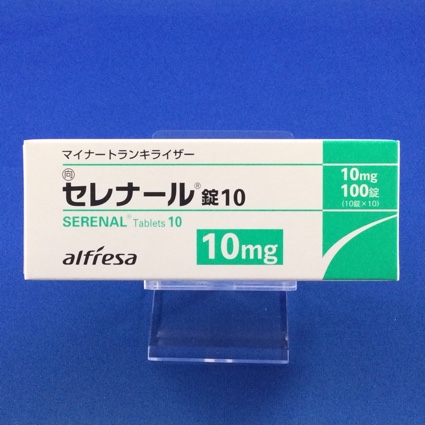 マイナートランキライザー
� 向
セレナール®錠10
SERENAL® Tablets 10
10mg
alfresa
10mg
100錠
(10錠×10)